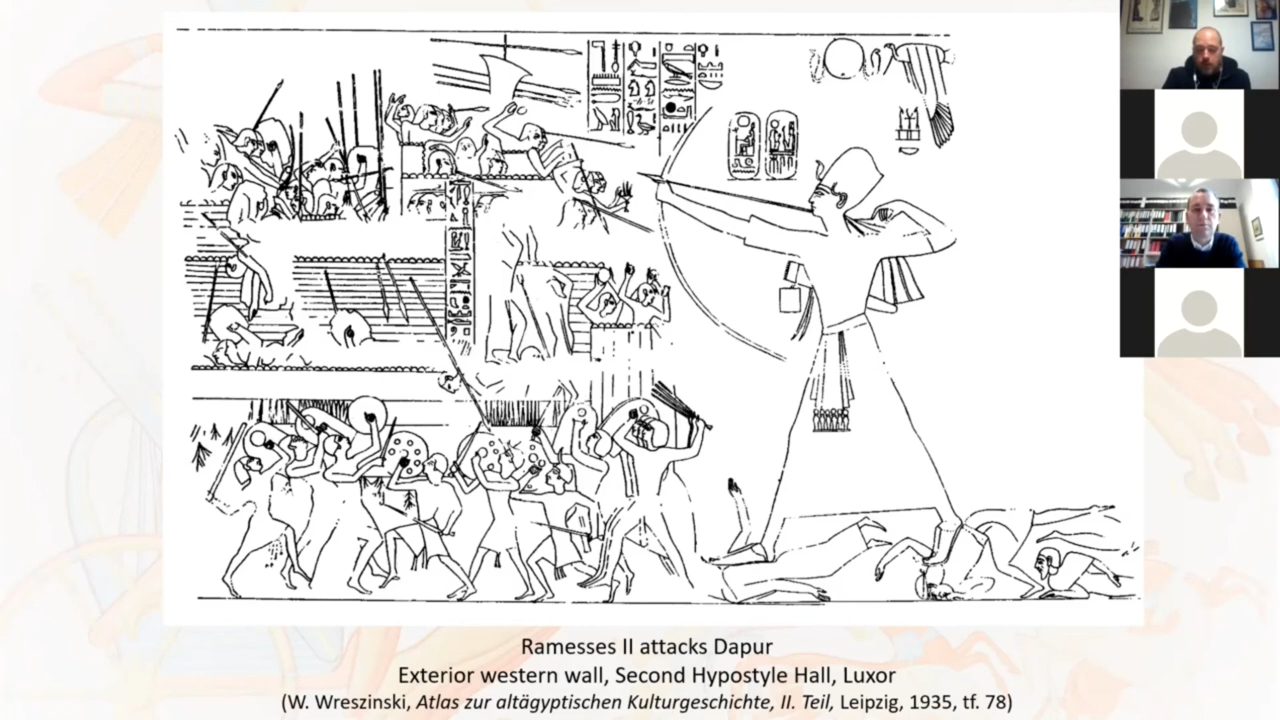 Ramesses II attacks Dapur
Exterior western wall, Second Hypostyle Hall, Luxor
(W. Wreszinski, Atlas zur altägyptischen Kulturgeschichte, II. Teil, Leipzig, 1935, tf. 78)